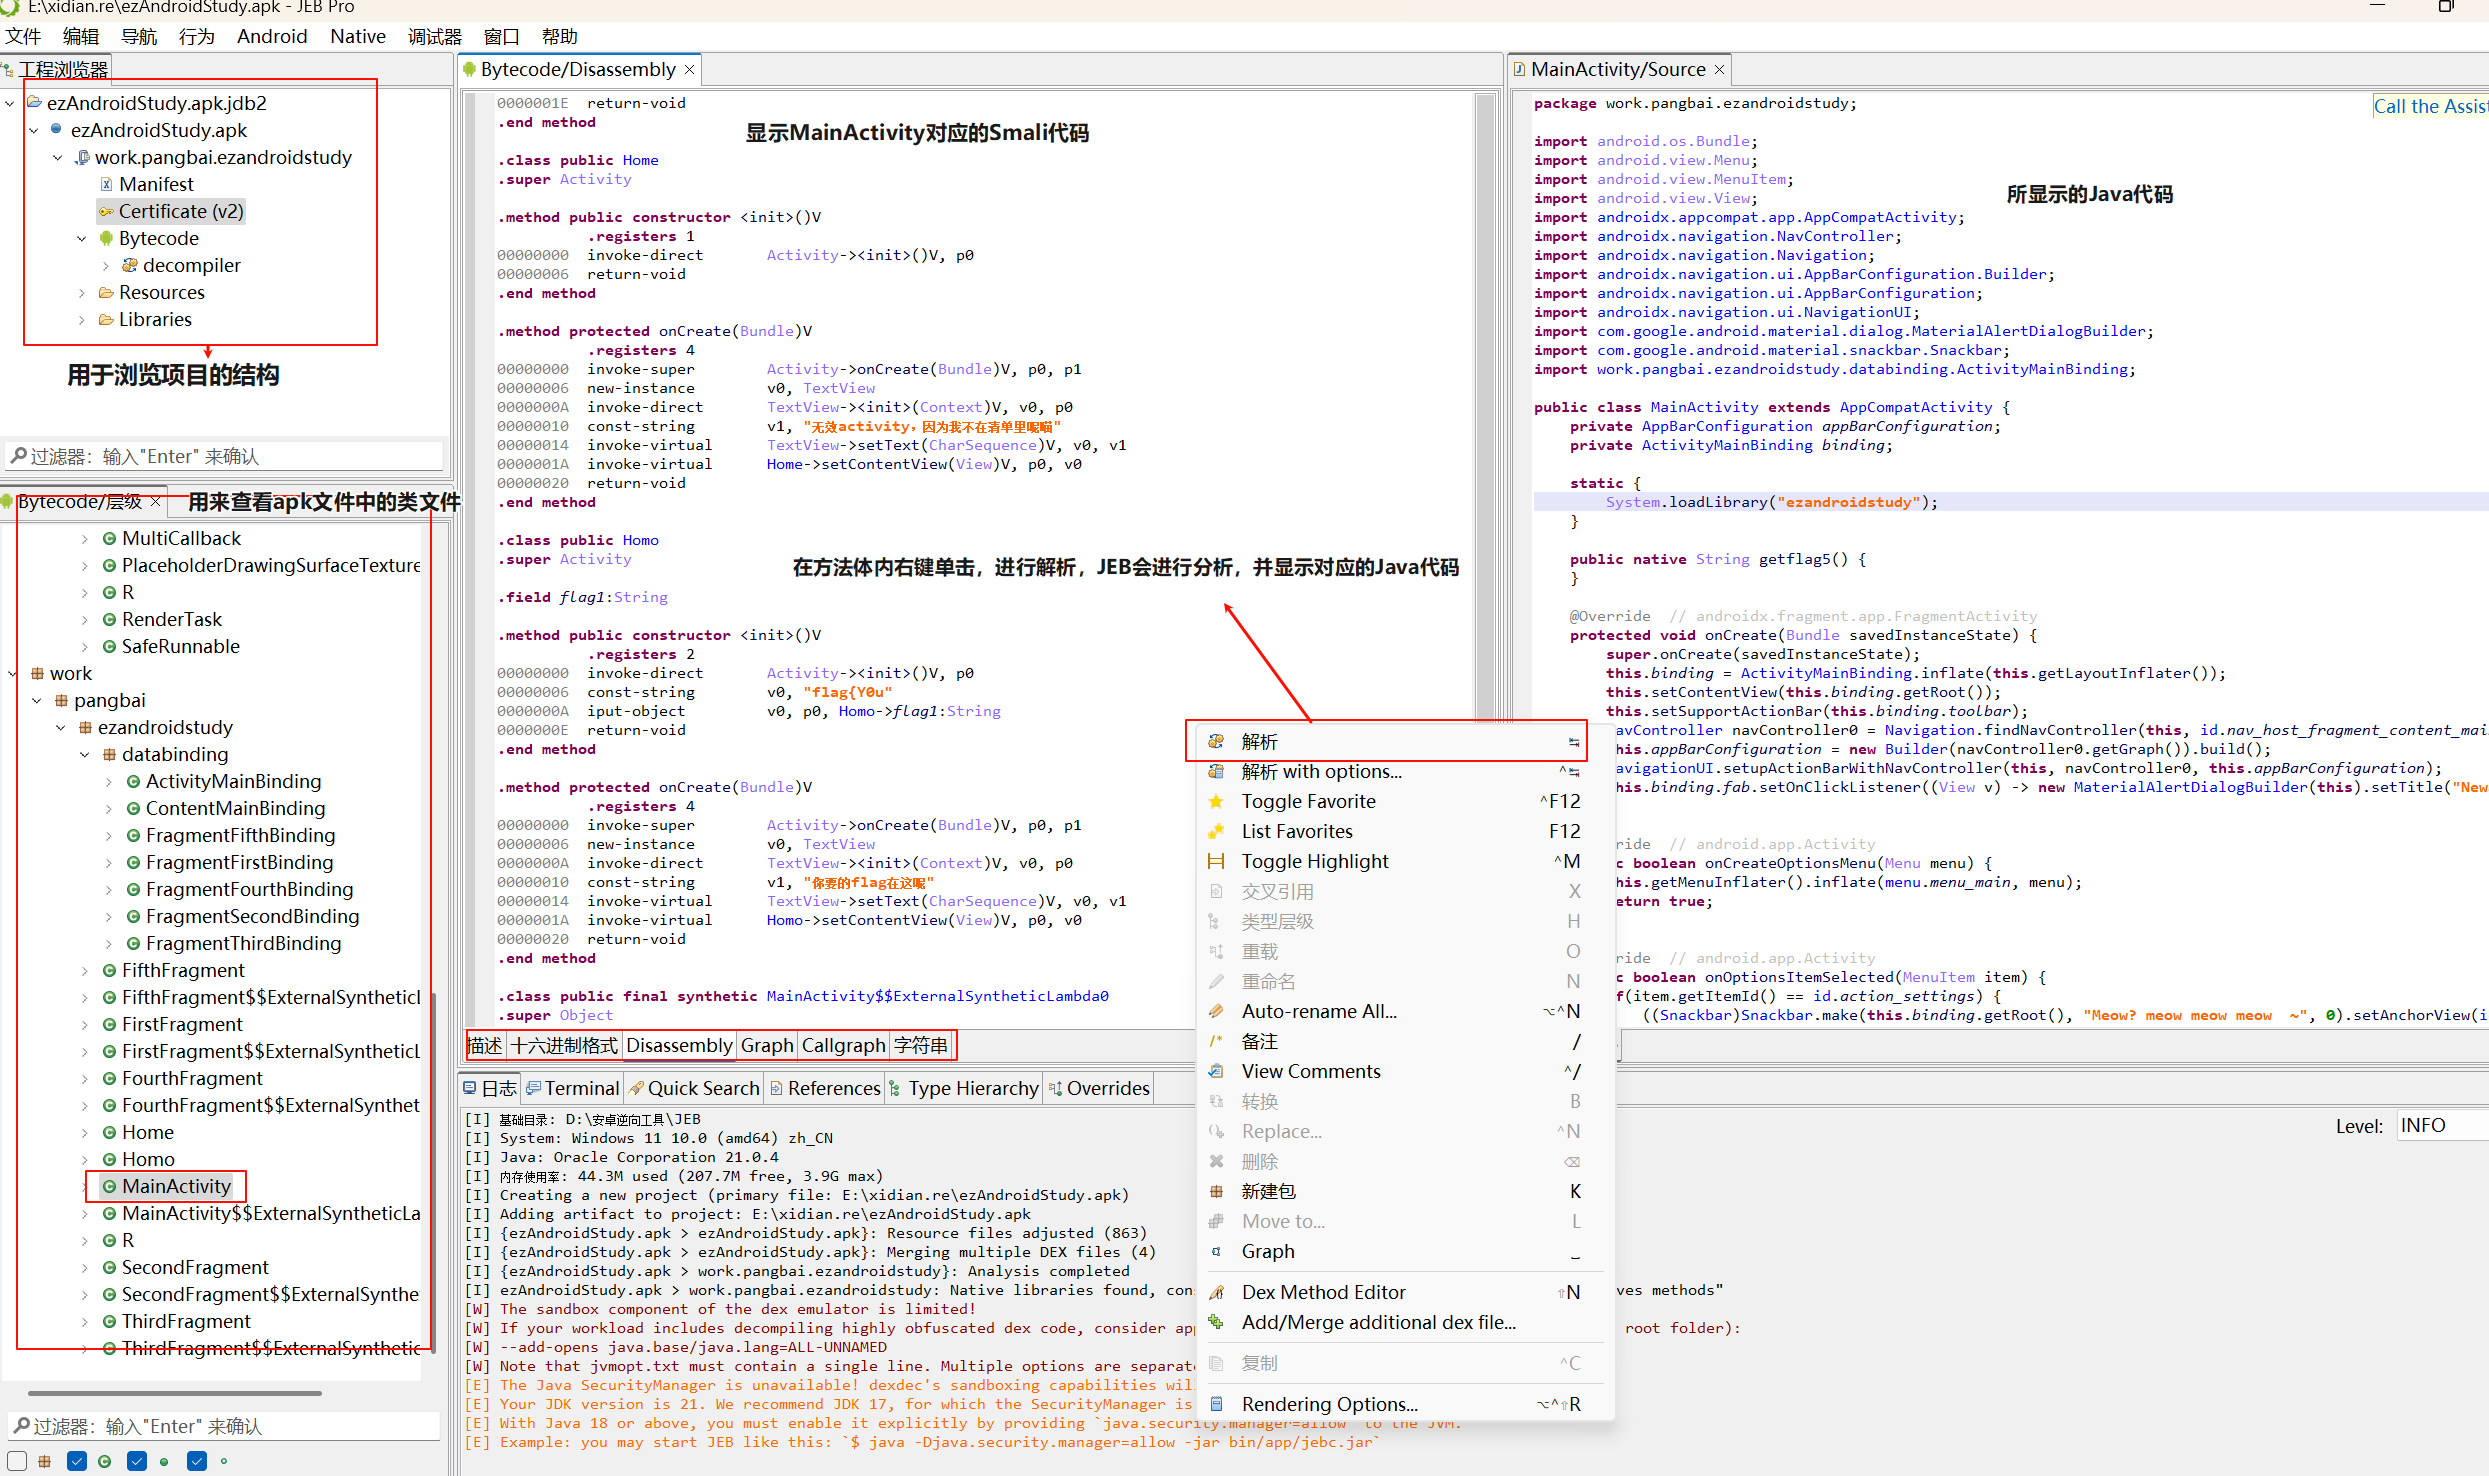 E:\xidian.re\ezAndroidStudy.apk - JEB Pro
文件 编辑 导航 行为 Android Native 调试器 窗口 帮助
工程浏览器
ezAndroidStudy.apk.jdb2
ezAndroidStudy.apk
work.pangbai.ezandroidstudy
Manifest
Certificate (v2)
Bytecode
decompiler
Resources
Libraries
用于浏览项目的结构
过滤器：输入"Enter" 来确认
Bytecode/层级
用来查看apk文件中的类文件
MultiCallback
PlaceholderDrawingSurfaceTexture
R
RenderTask
SafeRunnable
work
pangbai
ezandroidstudy
databinding
ActivityMainBinding
ContentMainBinding
FragmentFifthBinding
FragmentFirstBinding
FragmentFourthBinding
FragmentSecondBinding
FragmentThirdBinding
FifthFragment
FifthFragment$$ExternalSyntheticL
FirstFragment
FirstFragment$$ExternalSyntheticL
FourthFragment
FourthFragment$$ExternalSynthet
Home
Homo
MainActivity
MainActivity$$ExternalSyntheticLa
R
SecondFragment
SecondFragment$$ExternalSynthe
ThirdFragment
ThirdFragment$$ExternalSynthetic
过滤器：输入"Enter" 来确认
Bytecode/Disassembly
0000001E return-void
.end method
显示MainActivity对应的Smali代码
.class public Home
.super Activity
.method public constructor <init>()V
.registers 1
00000000 invoke-direct Activity-><init>()V, p0
00000006 return-void
.end method
.method protected onCreate(Bundle)V
.registers 4
00000000 invoke-super Activity->onCreate(Bundle)V, p0, p1
00000006 new-instance v0, TextView
0000000A invoke-direct TextView-><init>(Context)V, v0, p0
00000010 const-string v1, "无效activity，因为我不在清单里呢喵"
00000014 invoke-virtual TextView->setText(CharSequence)V, v0, v1
0000001A invoke-virtual Home->setContentView(View)V, p0, v0
00000020 return-void
.end method
.class public Homo
.super Activity
在方法体内右键单击，进行解析，JEB会进行分析，并显示对应的Java代码
.field flag1:String
.method public constructor <init>()V
.registers 2
00000000 invoke-direct Activity-><init>()V, p0
00000006 const-string v0, "flag{Y0u"
0000000A iput-object v0, p0, Homo->flag1:String
0000000E return-void
.end method
.method protected onCreate(Bundle)V
.registers 4
00000000 invoke-super Activity->onCreate(Bundle)V, p0, p1
00000006 new-instance v0, TextView
0000000A invoke-direct TextView-><init>(Context)V, v0, p0
00000010 const-string v1, "你要的flag在这呢"
00000014 invoke-virtual TextView->setText(CharSequence)V, v0, v1
0000001A invoke-virtual Homo->setContentView(View)V, p0, v0
00000020 return-void
.end method
.class public final synthetic MainActivity$$ExternalSyntheticLambda0
.super Object
描述 十六进制格式 Disassembly Graph Callgraph 字符串
解析
解析 with options... ^
Toggle Favorite ^F12
List Favorites F12
Toggle Highlight ^M
交叉引用 X
类型层级 H
重载 O
重命名 N
Auto-rename All... ⌥^N
备注 /
View Comments ^/
转换 B
Replace... ^N
删除 ⌫
新建包 K
Move to... L
Graph ⎵
Dex Method Editor ⇧N
Add/Merge additional dex file...
复制 ^C
Rendering Options... ⌥^⇧R
MainActivity/Source
package work.pangbai.ezandroidstudy;
Call the Assist
import android.os.Bundle;
import android.view.Menu;
import android.view.MenuItem;
import android.view.View;
所显示的Java代码
import androidx.appcompat.app.AppCompatActivity;
import androidx.navigation.NavController;
import androidx.navigation.Navigation;
import androidx.navigation.ui.AppBarConfiguration.Builder;
import androidx.navigation.ui.AppBarConfiguration;
import androidx.navigation.ui.NavigationUI;
import com.google.android.material.dialog.MaterialAlertDialogBuilder;
import com.google.android.material.snackbar.Snackbar;
import work.pangbai.ezandroidstudy.databinding.ActivityMainBinding;
public class MainActivity extends AppCompatActivity {
private AppBarConfiguration appBarConfiguration;
private ActivityMainBinding binding;
static {
System.loadLibrary("ezandroidstudy");
}
public native String getflag5() {
}
@Override // androidx.fragment.app.FragmentActivity
protected void onCreate(Bundle savedInstanceState) {
super.onCreate(savedInstanceState);
this.binding = ActivityMainBinding.inflate(this.getLayoutInflater());
this.setContentView(this.binding.getRoot());
this.setSupportActionBar(this.binding.toolbar);
avController navController0 = Navigation.findNavController(this, id.nav_host_fragment_content_mai
his.appBarConfiguration = new Builder(navController0.getGraph()).build();
avigationUI.setupActionBarWithNavController(this, navController0, this.appBarConfiguration);
his.binding.fab.setOnClickListener((View v) -> new MaterialAlertDialogBuilder(this).setTitle("New
ride // android.app.Activity
c boolean onCreateOptionsMenu(Menu menu) {
his.getMenuInflater().inflate(menu.menu_main, menu);
eturn true;
ride // android.app.Activity
c boolean onOptionsItemSelected(MenuItem item) {
f(item.getItemId() == id.action_settings) {
((Snackbar)Snackbar.make(this.binding.getRoot(), "Meow? meow meow meow ~", 0).setAnchorView(i
日志 Terminal Quick Search References Type Hierarchy Overrides
Level: INFO
[I] 基础目录: D:\安卓逆向工具\JEB
[I] System: Windows 11 10.0 (amd64) zh_CN
[I] Java: Oracle Corporation 21.0.4
[I] 内存使用率: 44.3M used (207.7M free, 3.9G max)
[I] Creating a new project (primary file: E:\xidian.re\ezAndroidStudy.apk)
[I] Adding artifact to project: E:\xidian.re\ezAndroidStudy.apk
[I] {ezAndroidStudy.apk > ezAndroidStudy.apk}: Resource files adjusted (863)
[I] {ezAndroidStudy.apk > ezAndroidStudy.apk}: Merging multiple DEX files (4)
[I] {ezAndroidStudy.apk > work.pangbai.ezandroidstudy}: Analysis completed
[I] ezAndroidStudy.apk > work.pangbai.ezandroidstudy: Native libraries found, con ves methods"
[W] The sandbox component of the dex emulator is limited!
[W] If your workload includes decompiling highly obfuscated dex code, consider ap root folder):
[W] --add-opens java.base/java.lang=ALL-UNNAMED
[W] Note that jvmopt.txt must contain a single line. Multiple options are separat
[E] The Java SecurityManager is unavailable! dexdec's sandboxing capabilities wil
[E] Your JDK version is 21. We recommend JDK 17, for which the SecurityManager is
[E] With Java 18 or above, you must enable it explicitly by providing `java.security.manager=allow` to the JVM.
[E] Example: you may start JEB like this: `$ java -Djava.security.manager=allow -jar bin/app/jebc.jar`